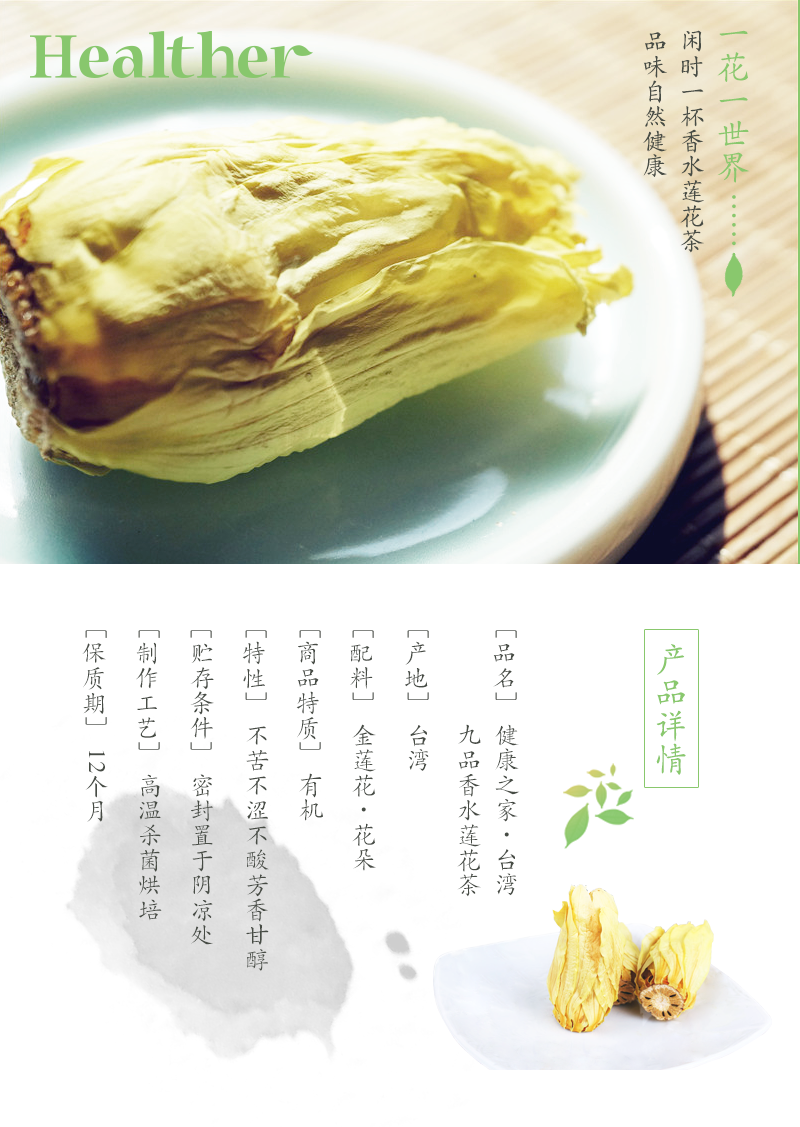 Healther
一花一世界
闲时一杯香水莲花茶
品味自然健康
产品详情
[品名] 健康之家·台湾
九品香水莲花茶
[产地] 台湾
[配料] 金莲花·花朵
[商品特质] 有机
[特性] 不苦不涩不酸芳香甘醇
[贮存条件] 密封置于阴凉处
[制作工艺] 高温杀菌烘培
[保质期] 12个月